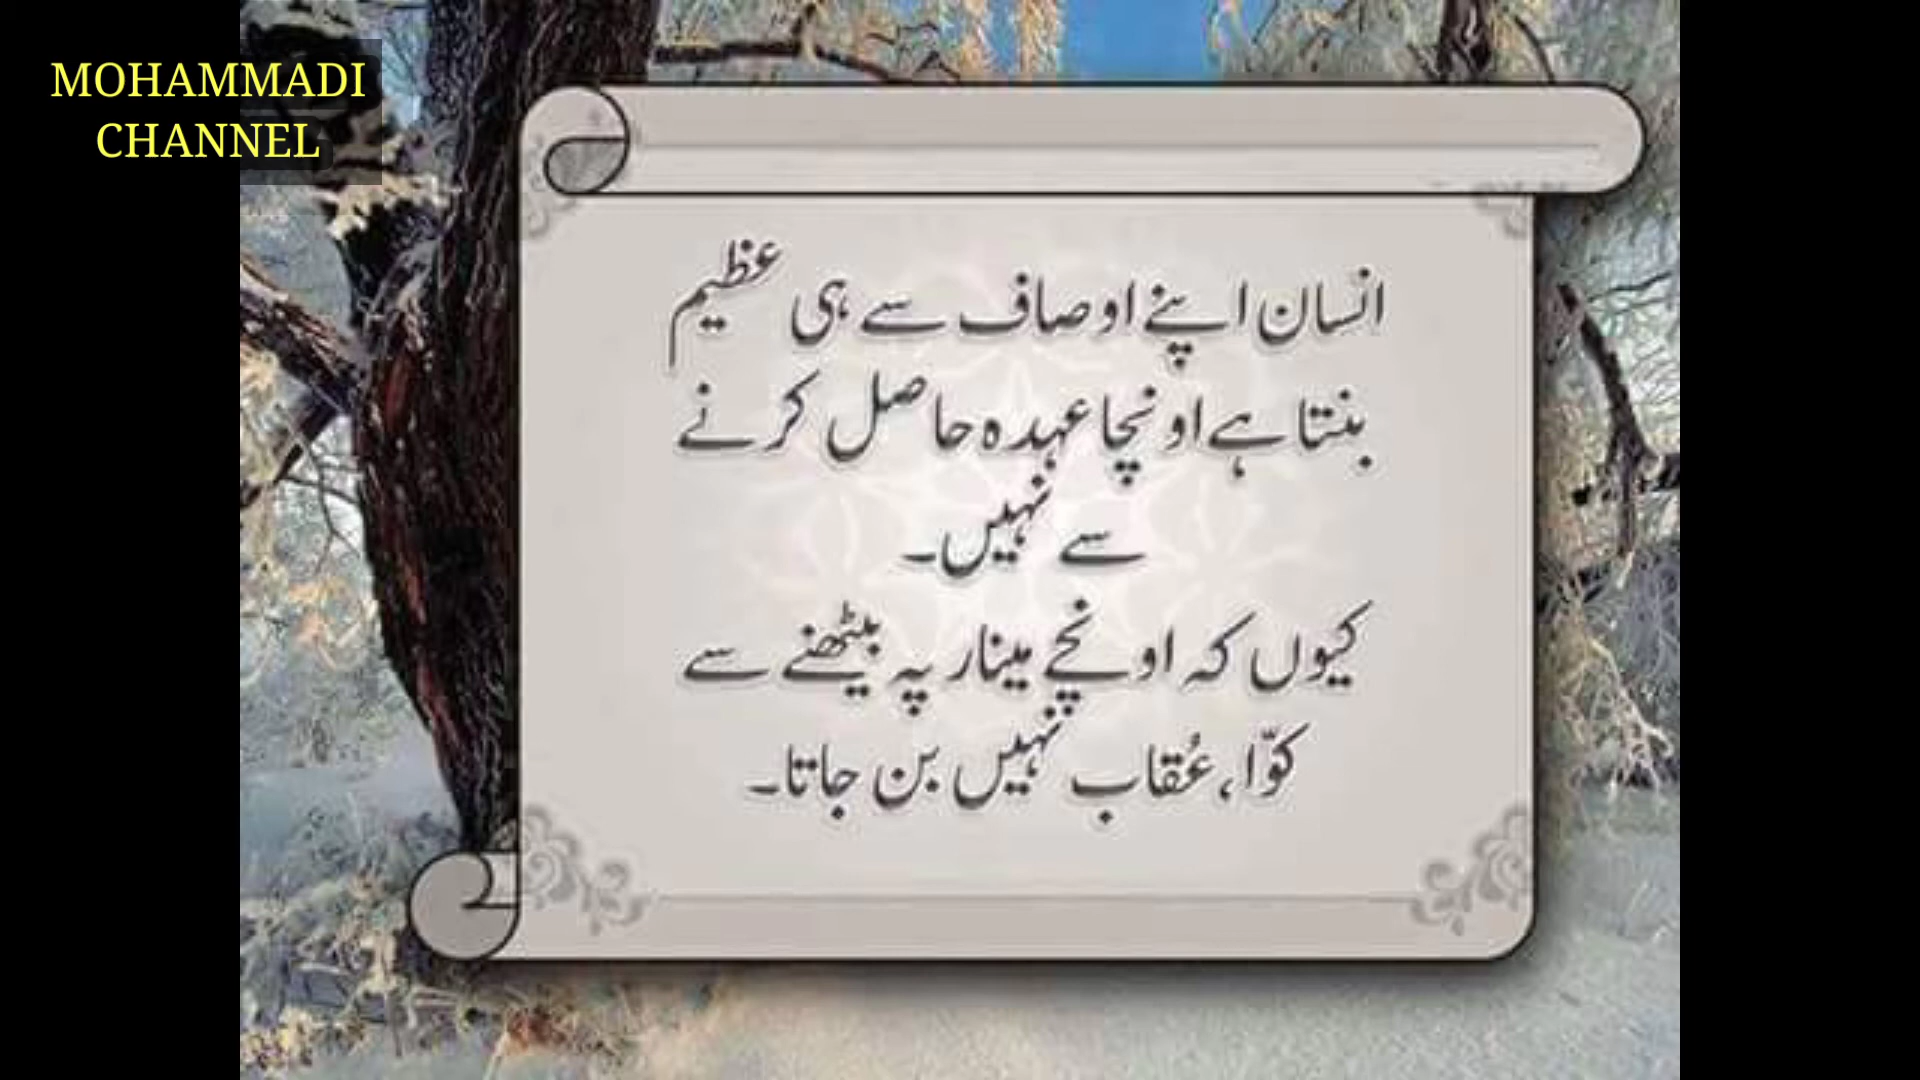 MOHAMMADI
CHANNEL
انسان اپنے اوصاف سے ہی عظیم
بنتا ہے اونچا عہدہ حاصل کرنے
سے نہیں۔
کیوں کہ اونچے مینار پہ بیٹھنے سے
کوّا، عُقاب نہیں بن جاتا۔